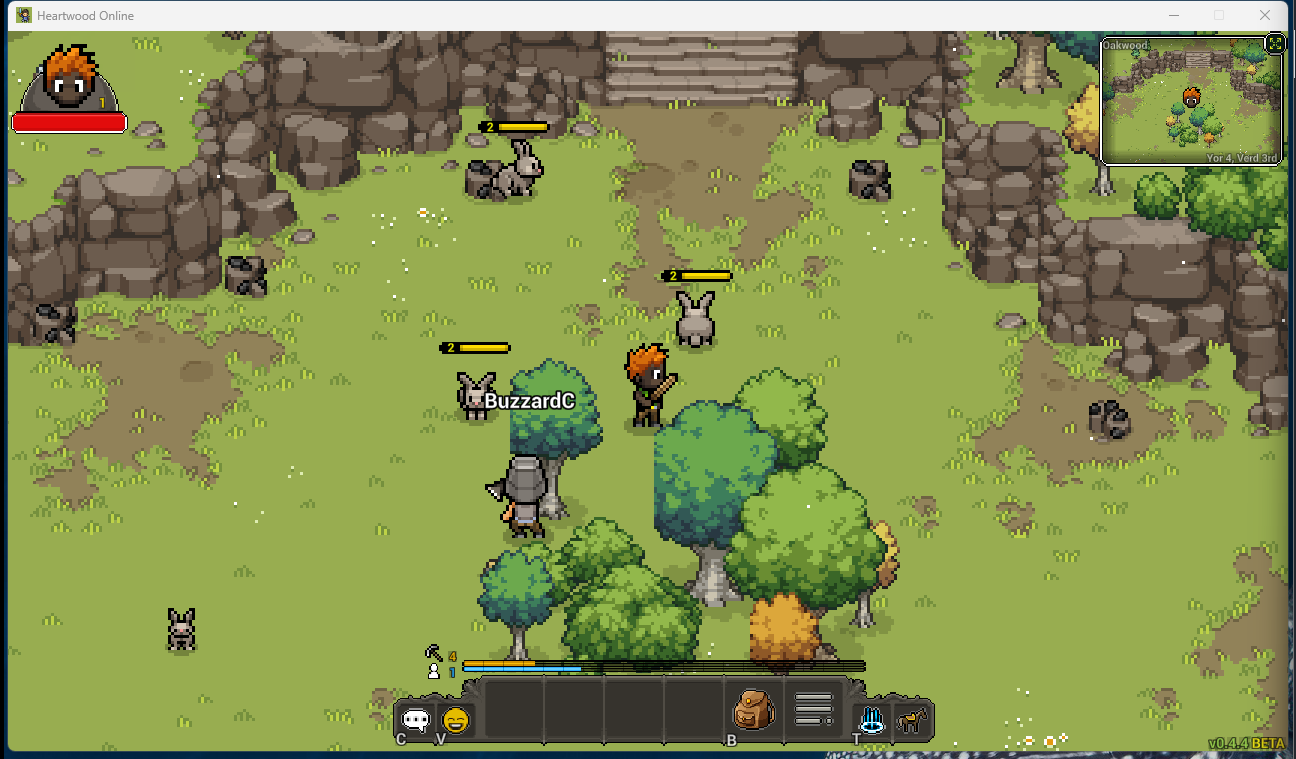 Heartwood Online
Oakwood
1
2
2
2
BuzzardC
Yor 4, Verd 3rd
4
1
C
V
B
T
v0.4.4 BETA